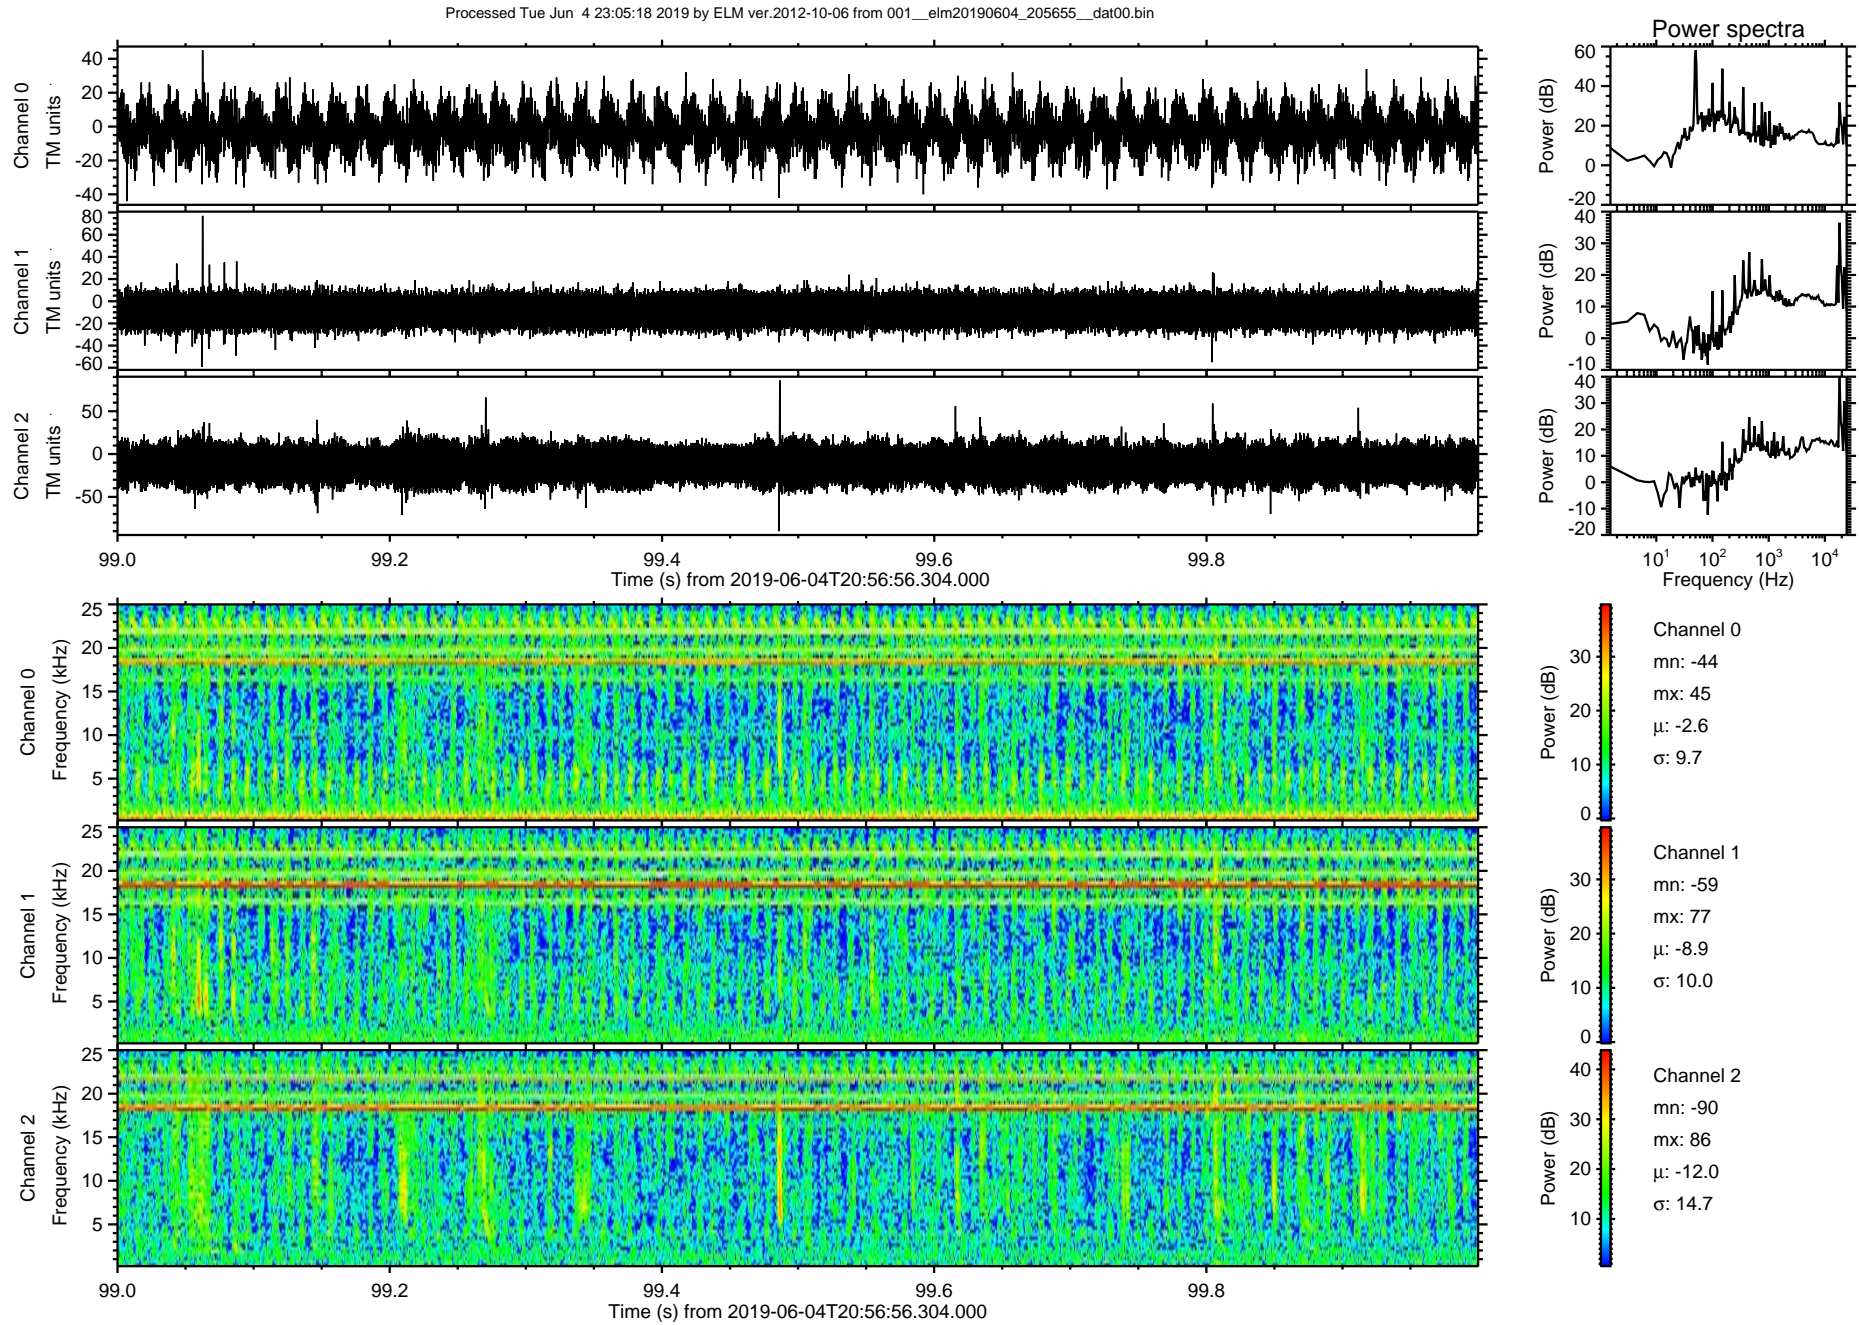 Processed Tue Jun  4 23:05:18 2019 by ELM ver.2012-10-06 from 001__elm20190604_205655__dat00.bin
Power spectra
Channel 0
TM units
40
20
0
-20
-40
Power (dB)
60
40
20
0
-20
Channel 1
TM units
80
60
40
20
0
-20
-40
-60
Power (dB)
40
30
20
10
0
-10
Channel 2
TM units
50
0
-50
Power (dB)
40
30
20
10
0
-10
-20
99.0 99.2 99.4 99.6 99.8
Time (s) from 2019-06-04T20:56:56.304.000
10¹ 10² 10³ 10⁴
Frequency (Hz)
Channel 0
Frequency (kHz)
25
20
15
10
5
Power (dB)
30
20
10
0
Channel 0
mn: -44
mx: 45
μ: -2.6
σ: 9.7
Channel 1
Frequency (kHz)
25
20
15
10
5
Power (dB)
30
20
10
0
Channel 1
mn: -59
mx: 77
μ: -8.9
σ: 10.0
Channel 2
Frequency (kHz)
25
20
15
10
5
Power (dB)
40
30
20
10
Channel 2
mn: -90
mx: 86
μ: -12.0
σ: 14.7
99.0 99.2 99.4 99.6 99.8
Time (s) from 2019-06-04T20:56:56.304.000